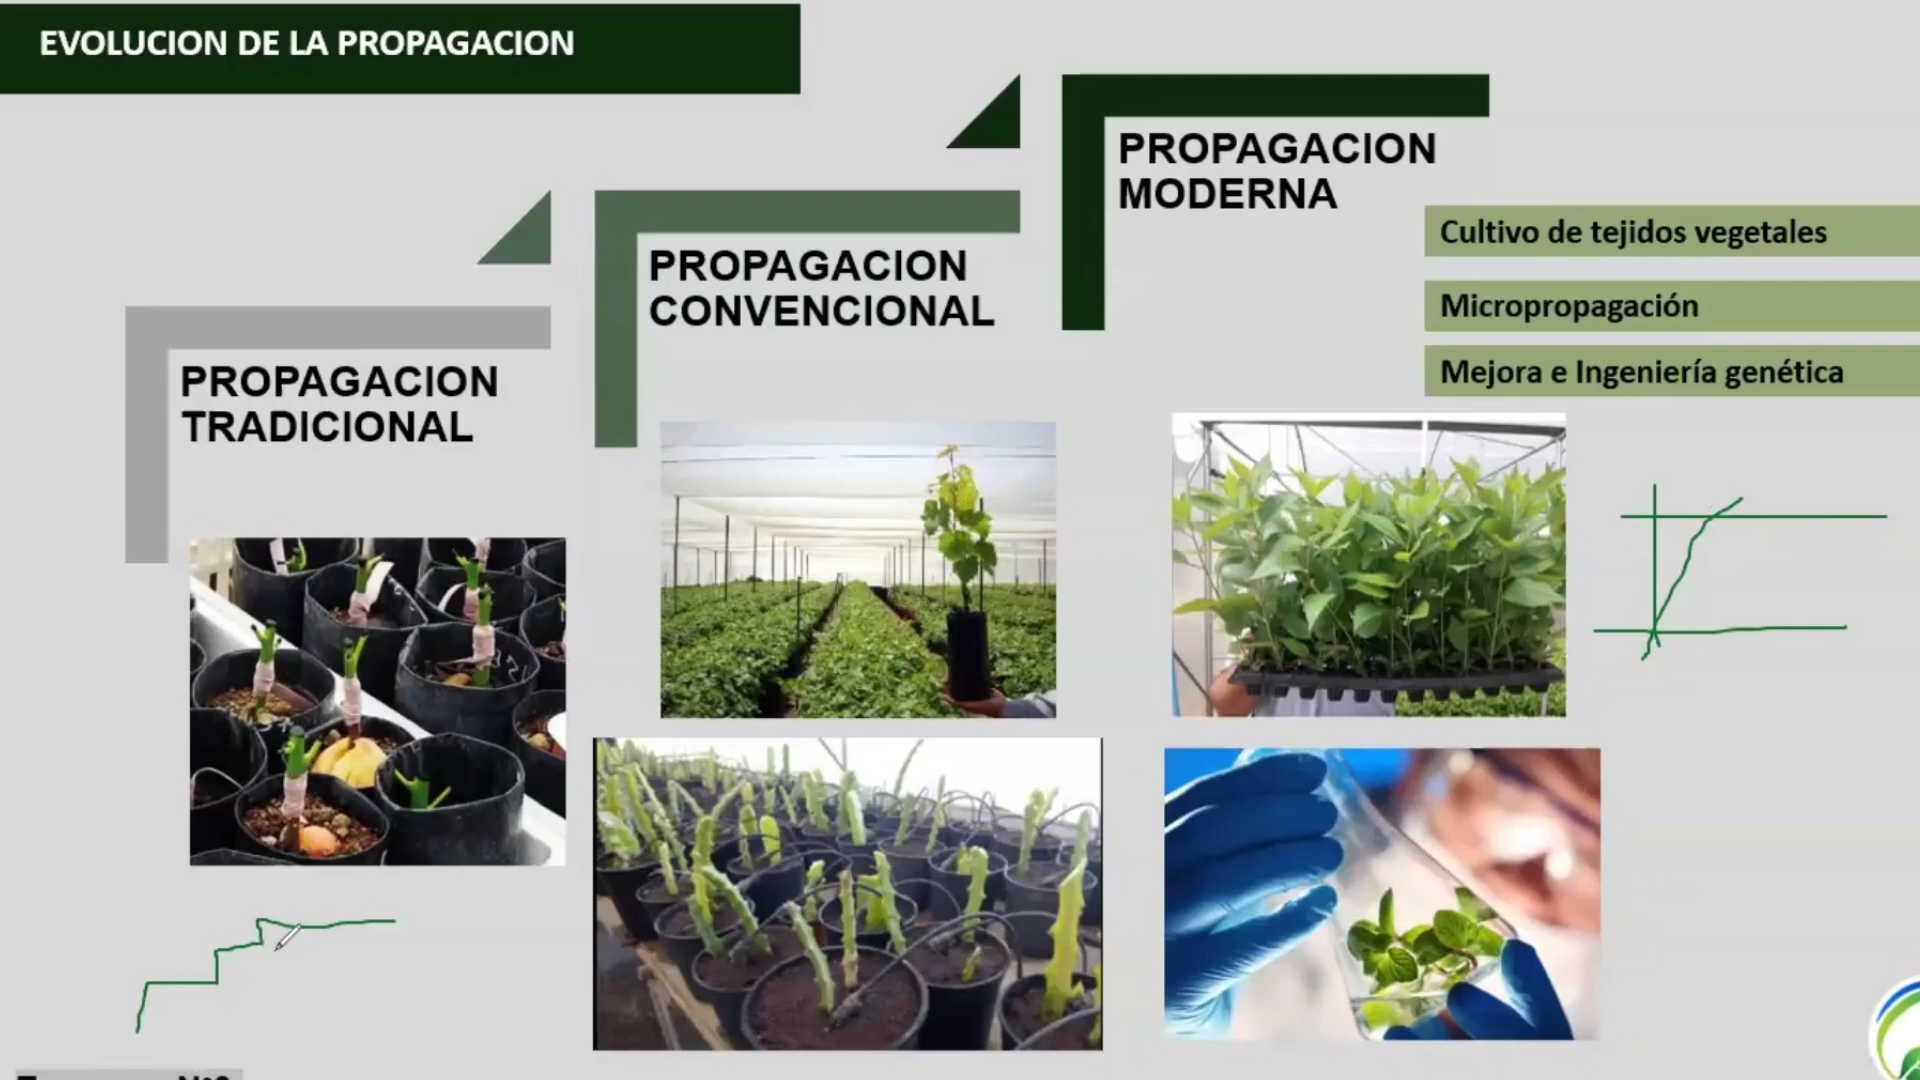 EVOLUCION DE LA PROPAGACION
PROPAGACION
TRADICIONAL
PROPAGACION
CONVENCIONAL
PROPAGACION
MODERNA
Cultivo de tejidos vegetales
Micropropagación
Mejora e Ingeniería genética